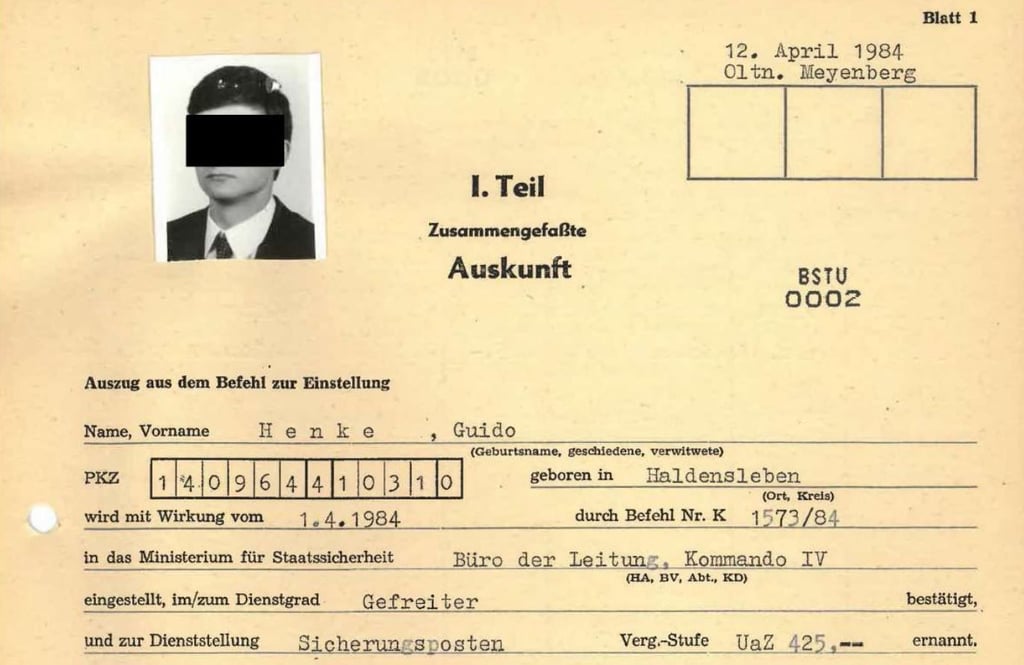 Blatt 1
12. April 1984
Oltn. Meyenberg
I. Teil
Zusammengefaßte
Auskunft
BSTU
0002
Auszug aus dem Befehl zur Einstellung
Name, Vorname H e n k e , Guido
(Geburtsname, geschiedene, verwitwete)
PKZ 140964410310 geboren in Haldensleben
(Ort, Kreis)
wird mit Wirkung vom 1.4.1984 durch Befehl Nr. K 1573/84
in das Ministerium für Staatssicherheit Büro der Leitung, Kommando IV
(HA, BV, Abt., KD)
eingestellt, im/zum Dienstgrad Gefreiter bestätigt,
und zur Dienststellung Sicherungsposten Verg.-Stufe UaZ 425,-- ernannt.